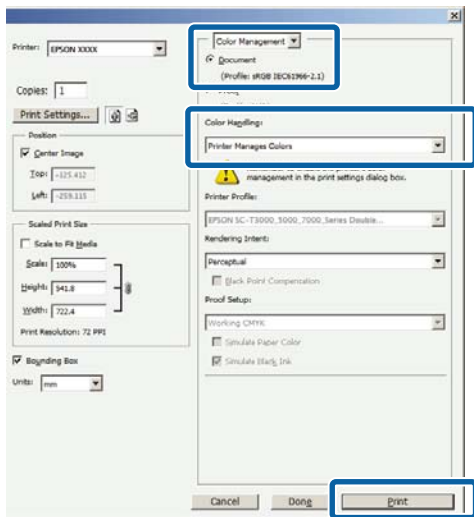 Printer: EPSON XXXX
Copies: 1
Print Settings...
Position
Center Image
Top: -125.412
Left: -259.115
Scaled Print Size
Scale to Fit Media
Scale: 100%
Height: 541.8
Width: 722.4
Print Resolution: 72 PPI
Bounding Box
Units: mm
Color Management
Document
(Profile: sRGB IEC61966-2.1)
Color Handling:
Printer Manages Colors
management in the print settings dialog box.
Printer Profile:
EPSON SC-T3000_5000_7000_Series Double...
Rendering Intent:
Perceptual
Black Point Compensation
Proof Setup:
Working CMYK
Simulate Paper Color
Simulate Black Ink
Cancel
Done
Print